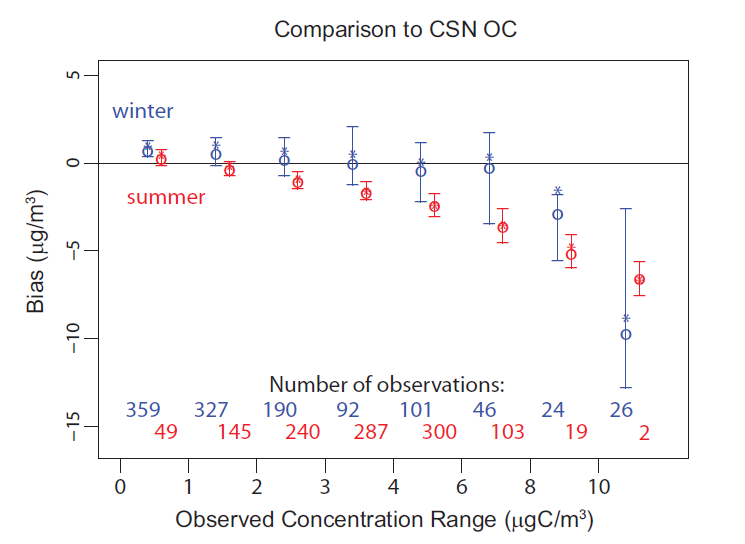 Comparison to CSN OC
5
winter
0
summer
−5
Bias (μg/m³)
−10
Number of observations:
359 327 190 92 101 46 24 26
−15
49 145 240 287 300 103 19 2
0 1 2 3 4 6 8 10
Observed Concentration Range (μgC/m³)